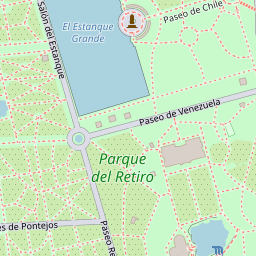 Paseo de Chile
El Estanque
Grande
Salón del Estanque
Paseo de Venezuela
Parque
del Retiro
es de Pontejos
Paseo Re